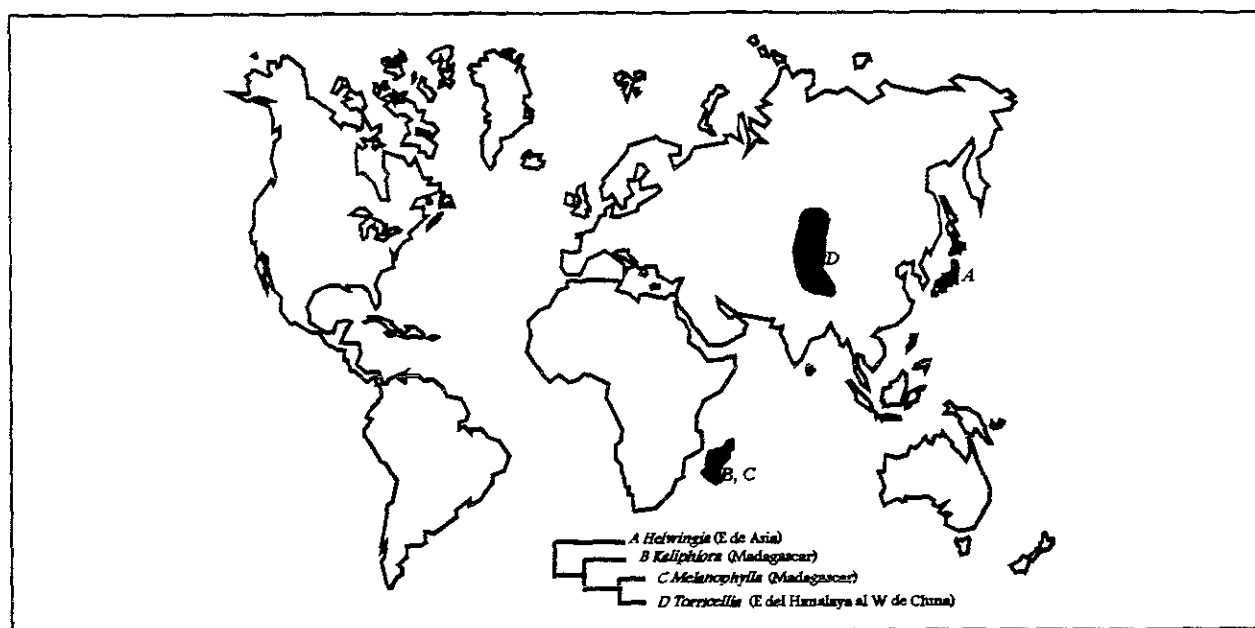 D
A
B, C
A Helwingia (E de Asia)
B Kaliphora (Madagascar)
C Melanophylla (Madagascar)
D Torricellia (E del Himalaya al W de China)